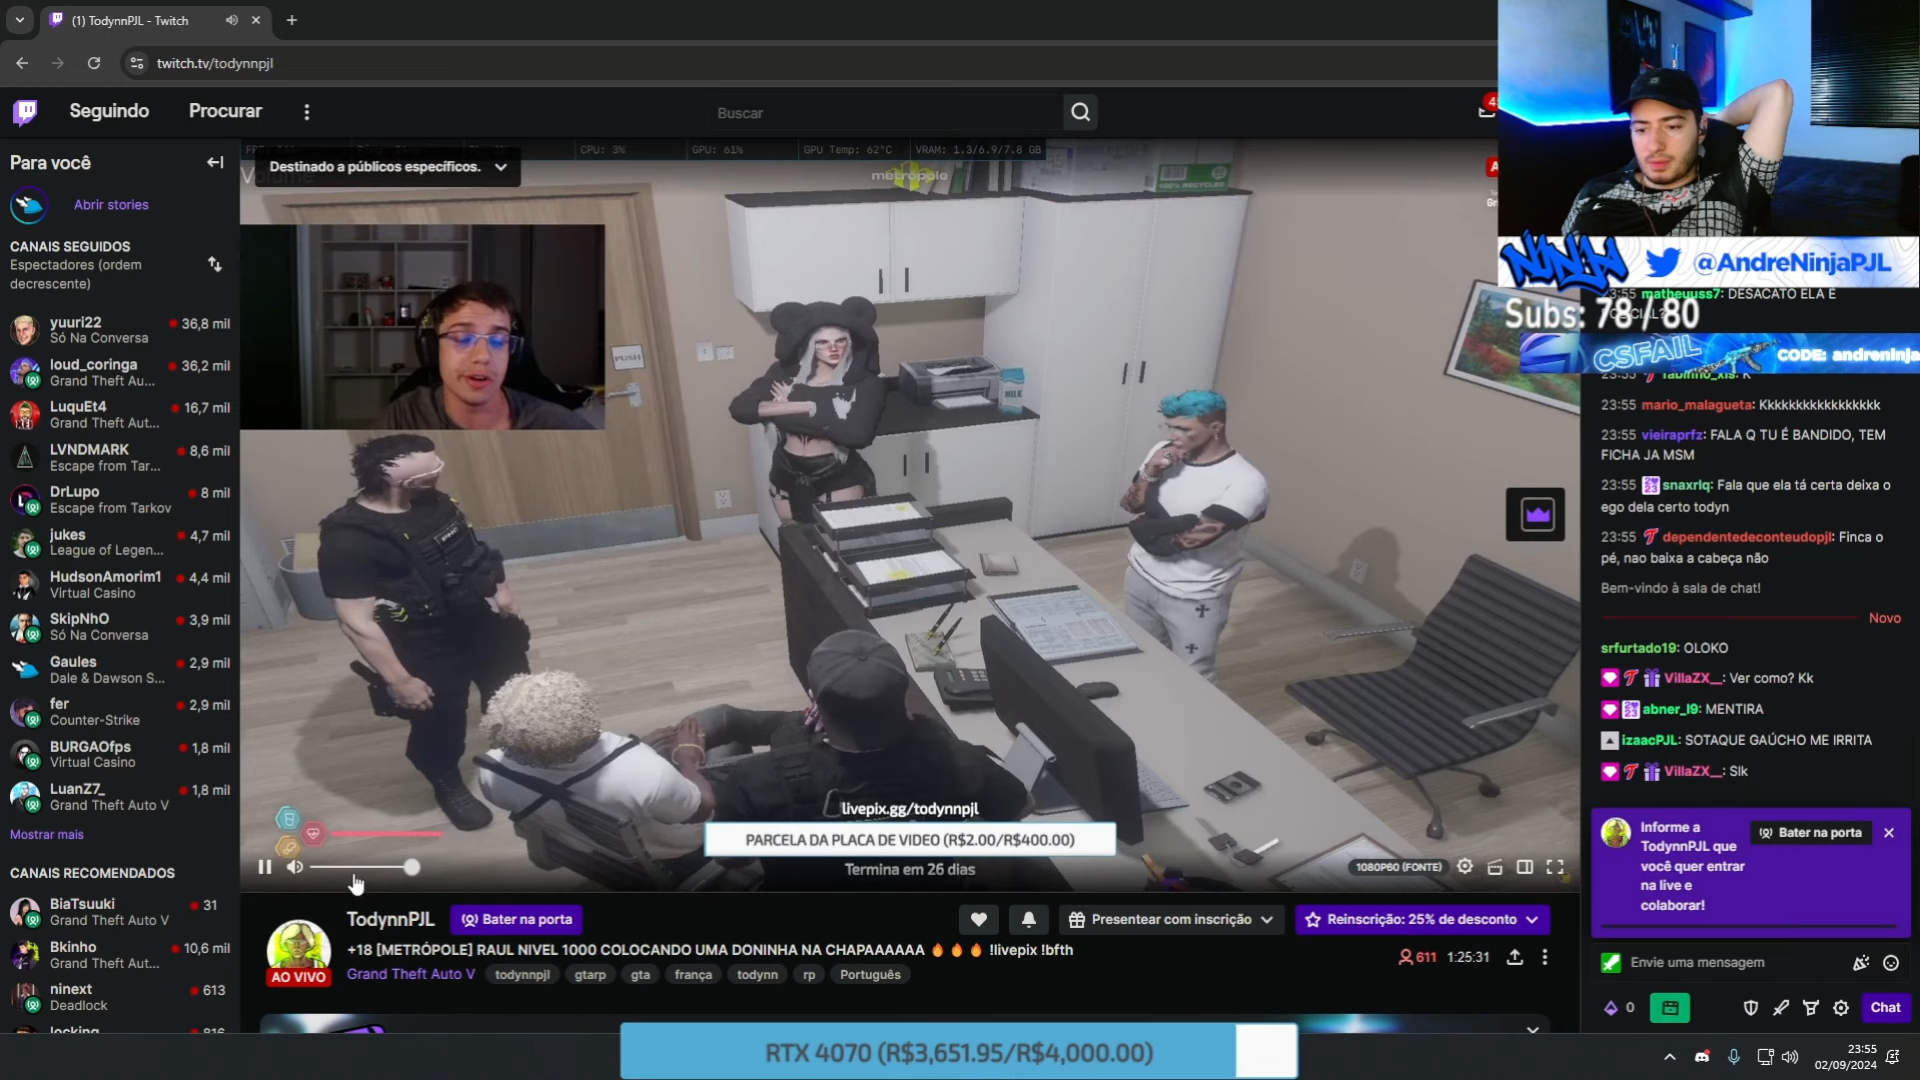 (1) TodynnPJL - Twitch
twitch.tv/todynnpjl
Seguindo
Procurar
Buscar
Para você
Abrir stories
CANAIS SEGUIDOS
Espectadores (ordem
decrescente)
yuuri22
36,8 mil
Só Na Conversa
loud_coringa
36,2 mil
Grand Theft Au...
LuquEt4
16,7 mil
Grand Theft Aut...
LVNDMARK
8,6 mil
Escape from Tar...
DrLupo
8 mil
Escape from Tarkov
jukes
4,7 mil
League of Legen...
HudsonAmorim1
4,4 mil
Virtual Casino
SkipNhO
3,9 mil
Só Na Conversa
Gaules
2,9 mil
Dale & Dawson S...
fer
2,9 mil
Counter-Strike
BURGAOfps
1,8 mil
Virtual Casino
LuanZ7_
1,8 mil
Grand Theft Auto V
Mostrar mais
CANAIS RECOMENDADOS
BiaTsuuki
31
Grand Theft Auto V
Bkinho
10,6 mil
Grand Theft Aut...
ninext
613
Deadlock
CPU: 3%
GPU: 61%
GPU Temp: 62°C
VRAM: 1.3/6.9/7.8 GB
Destinado a públicos específicos.
metrópole
100% RECYCLED
PUSH
MILK
livepix.gg/todynnpjl
PARCELA DA PLACA DE VIDEO (R$2.00/R$400.00)
Termina em 26 dias
1080P60 (FONTE)
TodynnPJL
Bater na porta
Presentear com inscrição
Reinscrição: 25% de desconto
+18 [METRÓPOLE] RAUL NIVEL 1000 COLOCANDO UMA DONINHA NA CHAPAAAAAA 🔥 🔥 🔥 !livepix !bfth
AO VIVO
Grand Theft Auto V
todynnpjl
gtarp
gta
frança
todynn
rp
Português
611
1:25:31
RTX 4070 (R$3,651.95/R$4,000.00)
NINJA
@AndreNinjaPJL
23:55 matheuuss7: DESACATO ELA E
Subs: 78 / 80
CSFAIL
CODE: andreninja
23:55 mario_malagueta: Kkkkkkkkkkkkkkkkk
23:55 vieiraprfz: FALA Q TU É BANDIDO, TEM
FICHA JA MSM
23:55 snaxrlq: Fala que ela tá certa deixa o
ego dela certo todyn
23:55 dependentedeconteudopjl: Finca o
pé, nao baixa a cabeça não
Bem-vindo à sala de chat!
Novo
srfurtado19: OLOKO
VillaZX__: Ver como? Kk
abner_l9: MENTIRA
izaacPJL: SOTAQUE GAÚCHO ME IRRITA
VillaZX__: Slk
Informe a
TodynnPJL que
você quer entrar
na live e
colaborar!
Bater na porta
Envie uma mensagem
0
Chat
23:55
02/09/2024